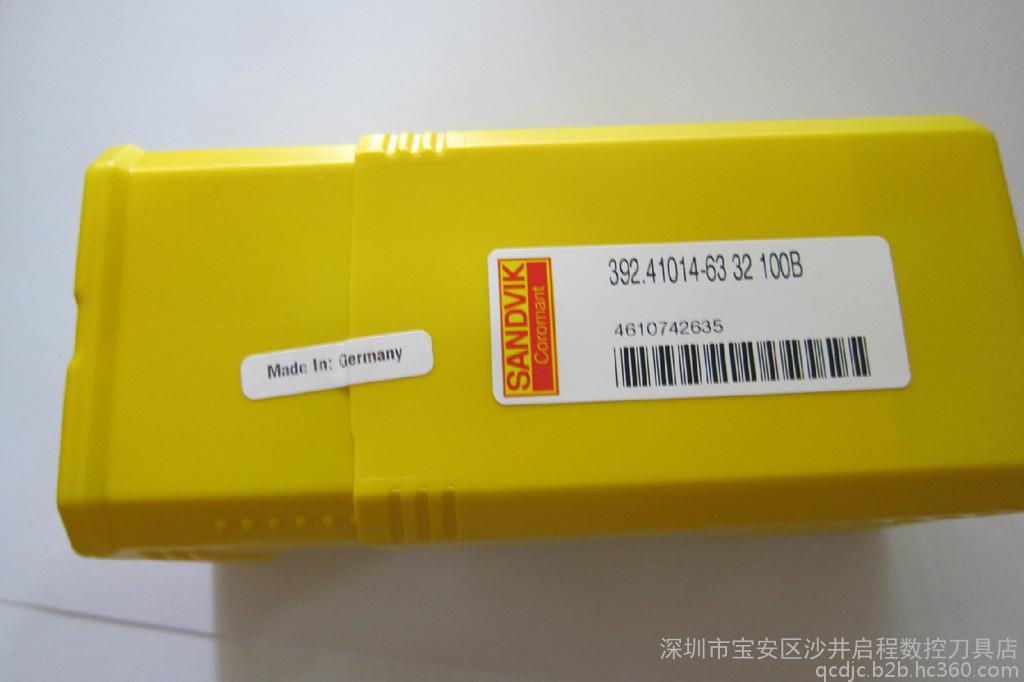 392.41014-63 32 100B
SANDVIK
Coromant
4610742635
Made In: Germany
深圳市宝安区沙井启程数控刀具店
qcdjc.b2b.hc360.com